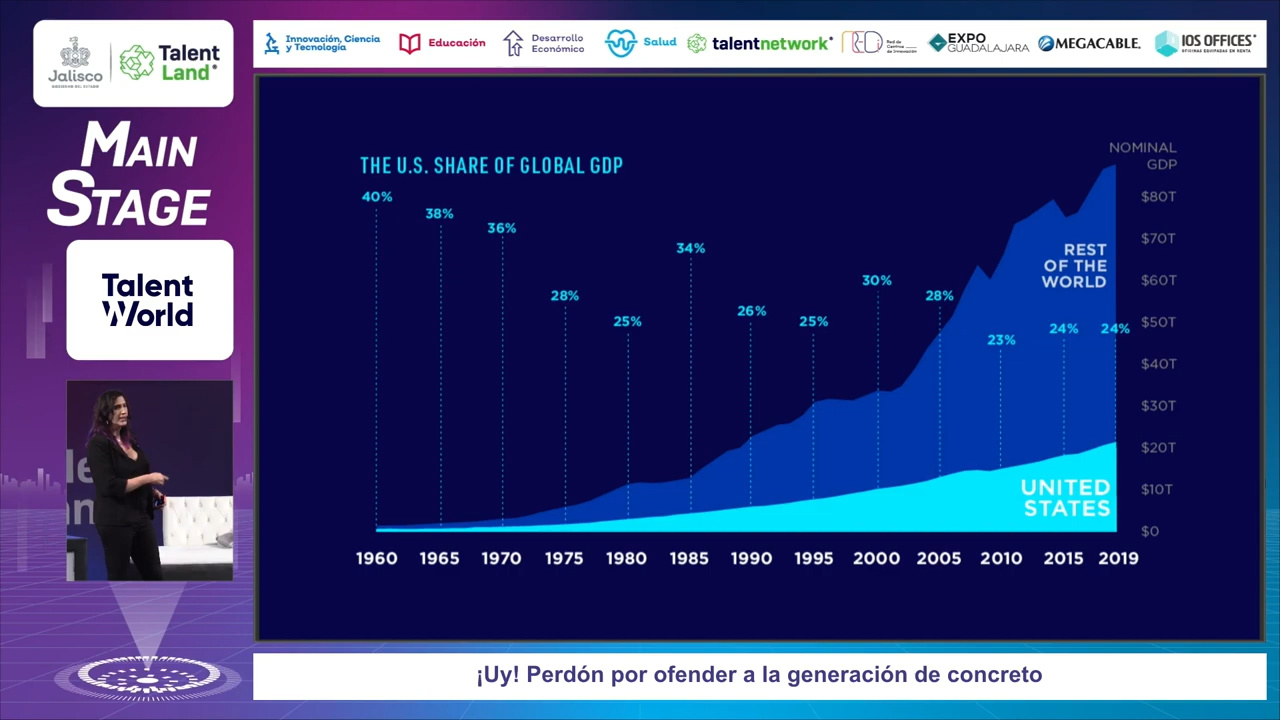 Jalisco
Talent
Land
Innovación, Ciencia
y Tecnología
Educación
Desarrollo
Económico
Salud
talentnetwork
Red de
Centros
de Innovación
EXPO
GUADALAJARA
MEGACABLE
IOS OFFICES
OFICINAS EQUIPADAS EN RENTA
MAIN
STAGE
Talent
World
THE U.S. SHARE OF GLOBAL GDP
NOMINAL
GDP
40%
38%
36%
28%
25%
34%
26%
25%
30%
28%
23%
24%
24%
$80T
$70T
$60T
$50T
$40T
$30T
$20T
$10T
$0
REST
OF THE
WORLD
UNITED
STATES
1960 1965 1970 1975 1980 1985 1990 1995 2000 2005 2010 2015 2019
¡Uy! Perdón por ofender a la generación de concreto